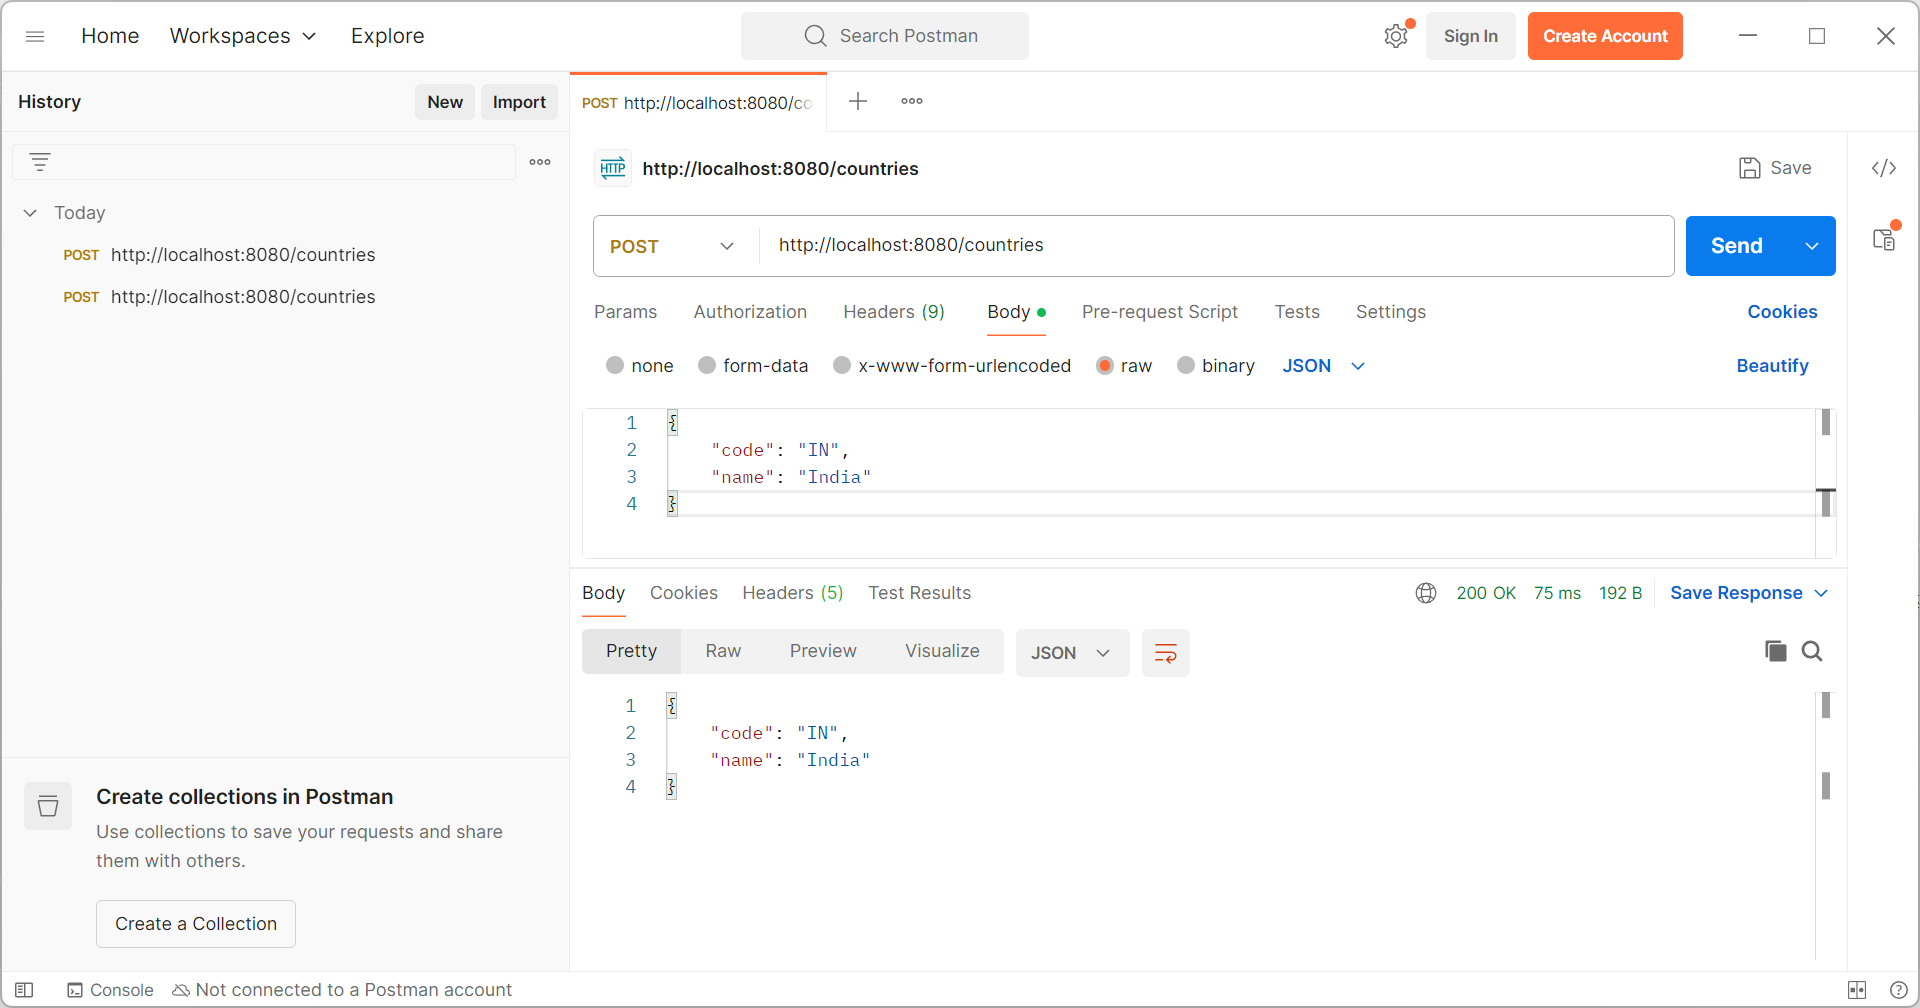 Home Workspaces Explore Search Postman Sign In Create Account
History New Import
POST http://localhost:8080/co
HTTP http://localhost:8080/countries Save
Today
POST http://localhost:8080/countries
POST http://localhost:8080/countries
POST http://localhost:8080/countries Send
Params Authorization Headers (9) Body Pre-request Script Tests Settings Cookies
none form-data x-www-form-urlencoded raw binary JSON Beautify
1 {
2 "code": "IN",
3 "name": "India"
4 }
Body Cookies Headers (5) Test Results 200 OK 75 ms 192 B Save Response
Pretty Raw Preview Visualize JSON
1 {
2 "code": "IN",
3 "name": "India"
4 }
Create collections in Postman
Use collections to save your requests and share
them with others.
Create a Collection
Console Not connected to a Postman account